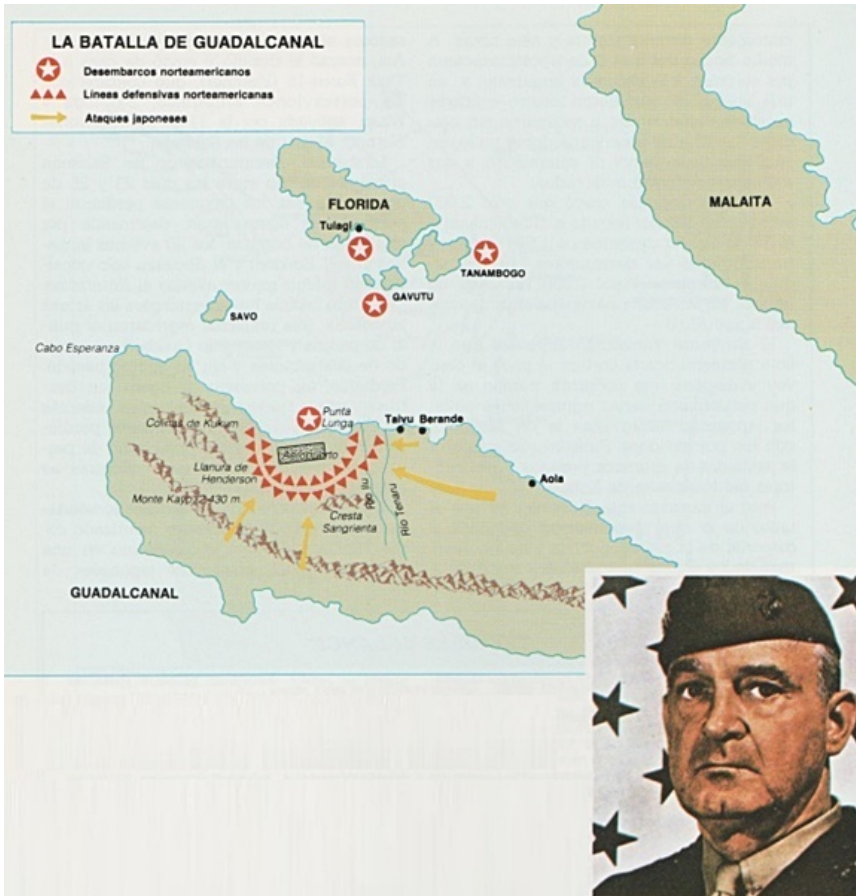 LA BATALLA DE GUADALCANAL
Desembarcos norteamericanos
Líneas defensivas norteamericanas
Ataques japoneses
FLORIDA
Tulagi
MALAITA
TANAMBOGO
GAVUTU
SAVO
Cabo Esperanza
Punta
Lunga
Taivu Berande
Colinas de Kukum
Aeropuerto
Llanura de
Henderson
Aola
Monte Kayo 2.430 m
Cresta
Sangrienta
Río Tenaru
GUADALCANAL